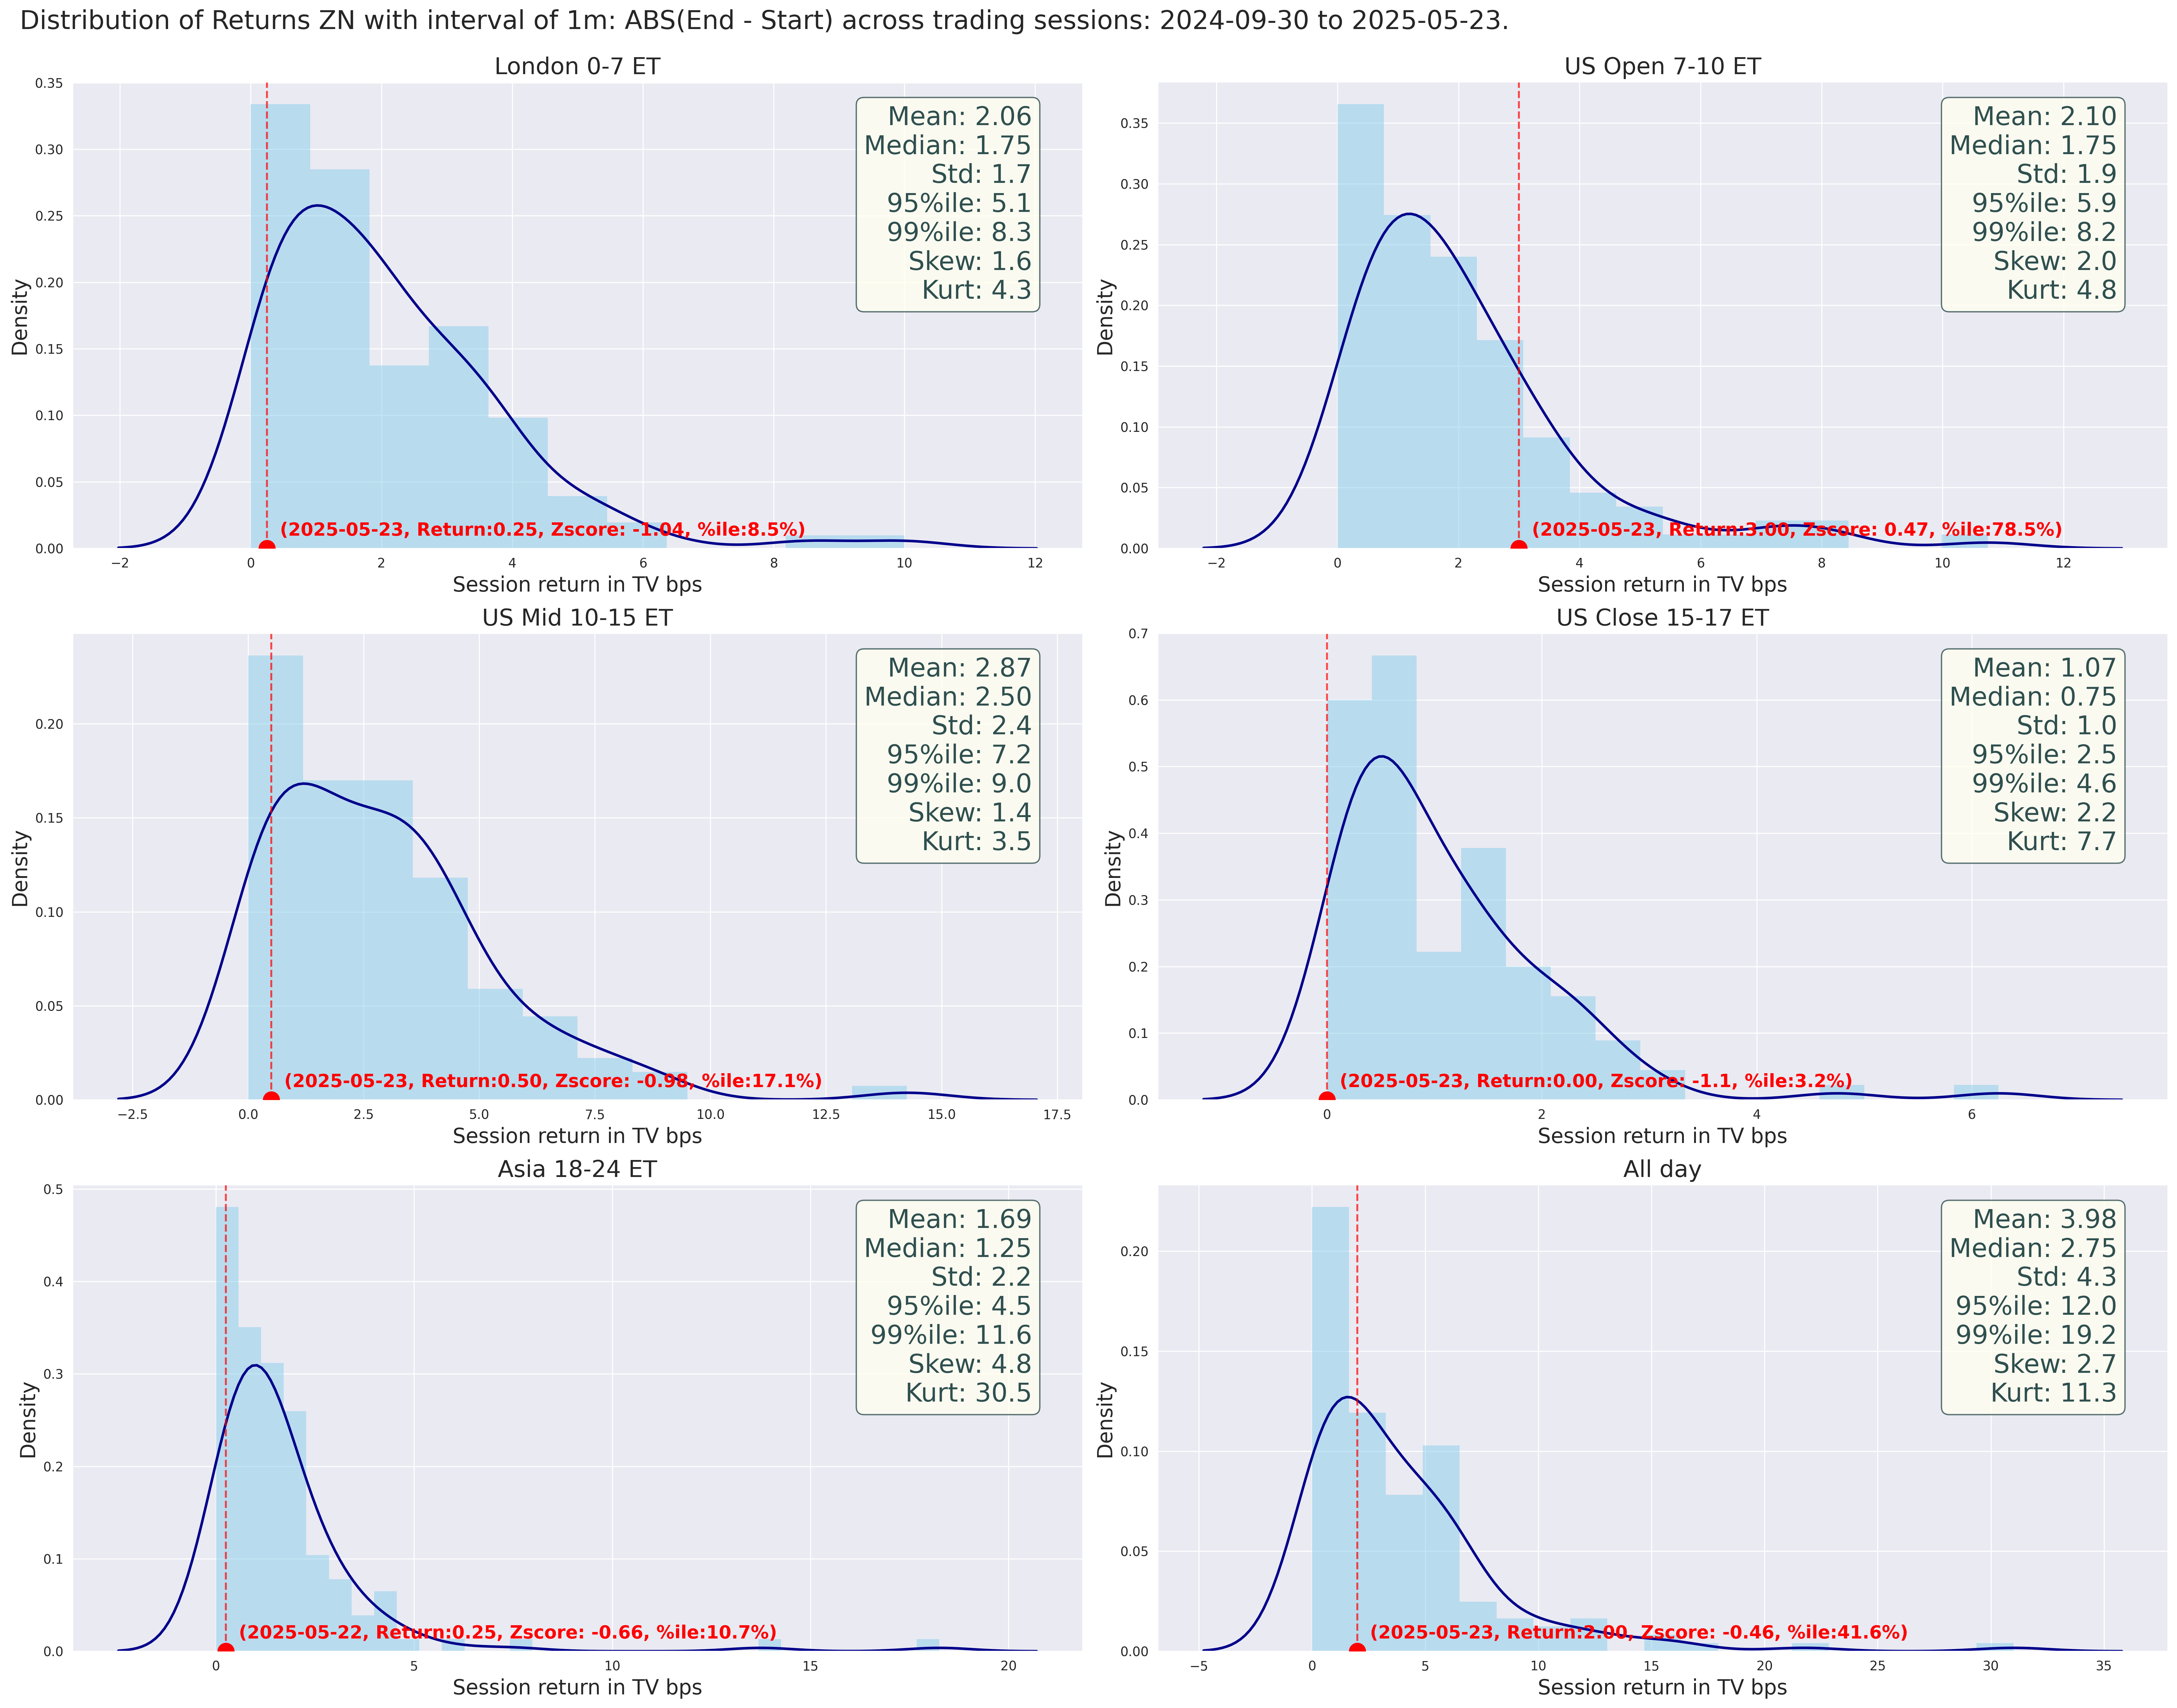 Distribution of Returns ZN with interval of 1m: ABS(End - Start) across trading sessions: 2024-09-30 to 2025-05-23.
London 0-7 ET
Density
0.35
0.30
0.25
0.20
0.15
0.10
0.05
0.00
Mean: 2.06
Median: 1.75
Std: 1.7
95%ile: 5.1
99%ile: 8.3
Skew: 1.6
Kurt: 4.3
(2025-05-23, Return:0.25, Zscore: -1.04, %ile:8.5%)
−2 0 2 4 6 8 10 12
Session return in TV bps
US Open 7-10 ET
Density
0.35
0.30
0.25
0.20
0.15
0.10
0.05
0.00
Mean: 2.10
Median: 1.75
Std: 1.9
95%ile: 5.9
99%ile: 8.2
Skew: 2.0
Kurt: 4.8
(2025-05-23, Return:3.00, Zscore: 0.47, %ile:78.5%)
−2 0 2 4 6 8 10 12
Session return in TV bps
US Mid 10-15 ET
Density
0.20
0.15
0.10
0.05
0.00
Mean: 2.87
Median: 2.50
Std: 2.4
95%ile: 7.2
99%ile: 9.0
Skew: 1.4
Kurt: 3.5
(2025-05-23, Return:0.50, Zscore: -0.98, %ile:17.1%)
−2.5 0.0 2.5 5.0 7.5 10.0 12.5 15.0 17.5
Session return in TV bps
US Close 15-17 ET
Density
0.7
0.6
0.5
0.4
0.3
0.2
0.1
0.0
Mean: 1.07
Median: 0.75
Std: 1.0
95%ile: 2.5
99%ile: 4.6
Skew: 2.2
Kurt: 7.7
(2025-05-23, Return:0.00, Zscore: -1.1, %ile:3.2%)
0 2 4 6
Session return in TV bps
Asia 18-24 ET
Density
0.5
0.4
0.3
0.2
0.1
0.0
Mean: 1.69
Median: 1.25
Std: 2.2
95%ile: 4.5
99%ile: 11.6
Skew: 4.8
Kurt: 30.5
(2025-05-22, Return:0.25, Zscore: -0.66, %ile:10.7%)
0 5 10 15 20
Session return in TV bps
All day
Density
0.20
0.15
0.10
0.05
0.00
Mean: 3.98
Median: 2.75
Std: 4.3
95%ile: 12.0
99%ile: 19.2
Skew: 2.7
Kurt: 11.3
(2025-05-23, Return:2.00, Zscore: -0.46, %ile:41.6%)
−5 0 5 10 15 20 25 30 35
Session return in TV bps